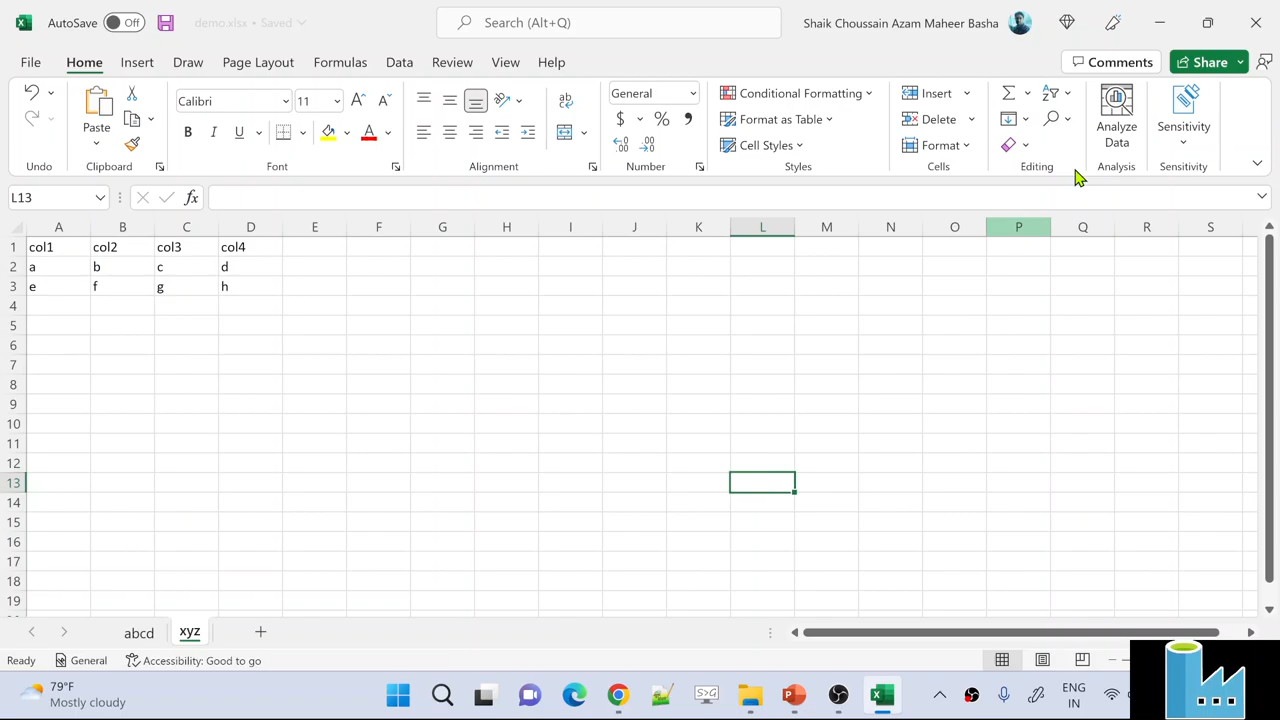 AutoSave Off demo.xlsx • Saved Search (Alt+Q) Shaik Choussain Azam Maheer Basha
File Home Insert Draw Page Layout Formulas Data Review View Help Comments Share
Calibri 11 General Conditional Formatting Insert
Paste Format as Table Delete Analyze Data Sensitivity
B I U $ % , Cell Styles Format
Undo Clipboard Font Alignment Number Styles Cells Editing Analysis Sensitivity
L13 fx
A B C D E F G H I J K L M N O P Q R S
1 col1 col2 col3 col4
2 a b c d
3 e f g h
4
5
6
7
8
9
10
11
12
13
14
15
16
17
18
19
abcd xyz
Ready General Accessibility: Good to go
79°F ENG
Mostly cloudy IN